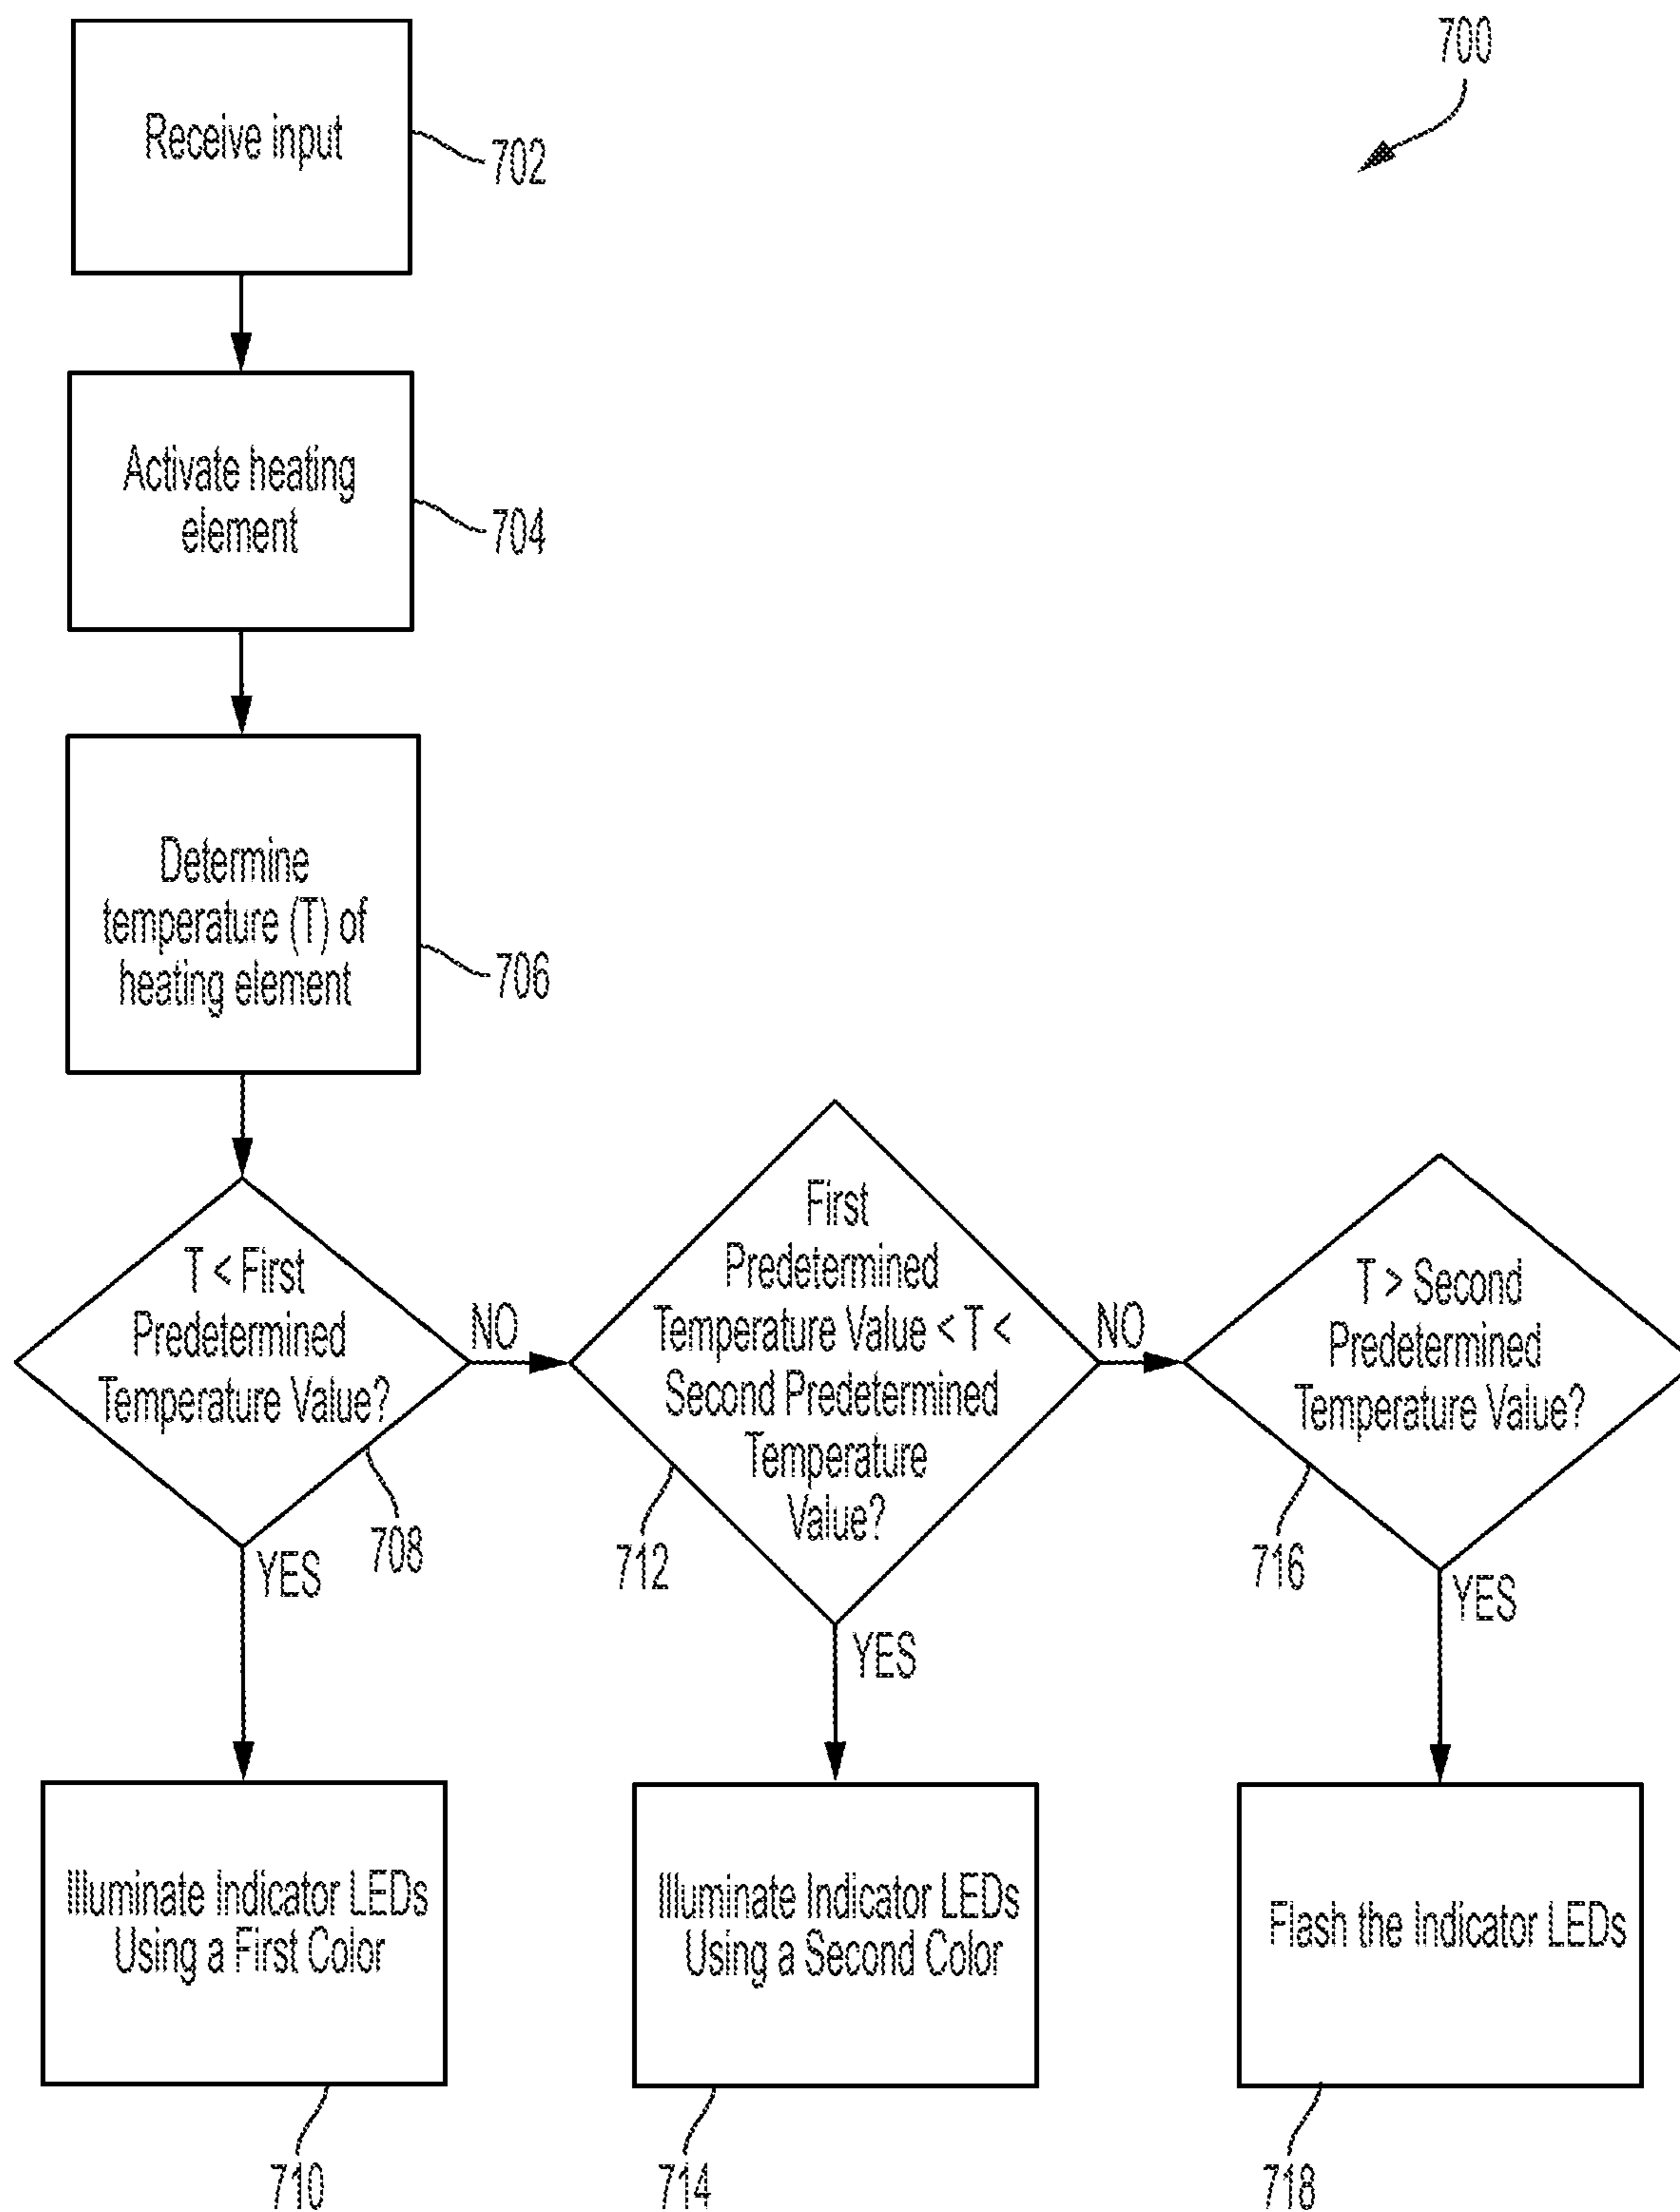 700
Receive input
702
Activate heating
element
704
Determine
temperature (T) of
heating element
706
T < First
Predetermined
Temperature Value?
708
NO
YES
First
Predetermined
Temperature Value < T <
Second Predetermined
Temperature
Value?
712
NO
YES
T > Second
Predetermined
Temperature Value?
716
YES
Illuminate Indicator LEDs
Using a First Color
710
Illuminate Indicator LEDs
Using a Second Color
714
Flash the Indicator LEDs
718